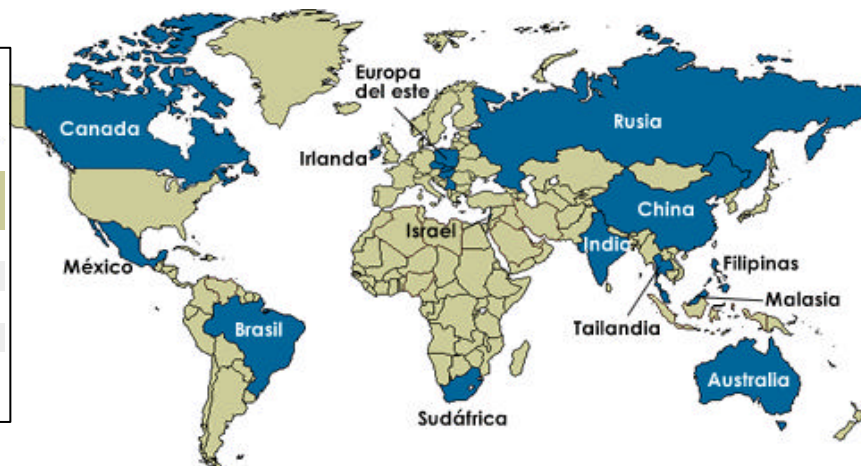 Europa
del este
Canada
Rusia
Irlanda
China
Israel
India
México
Filipinas
Malasia
Tailandia
Brasil
Australia
Sudáfrica